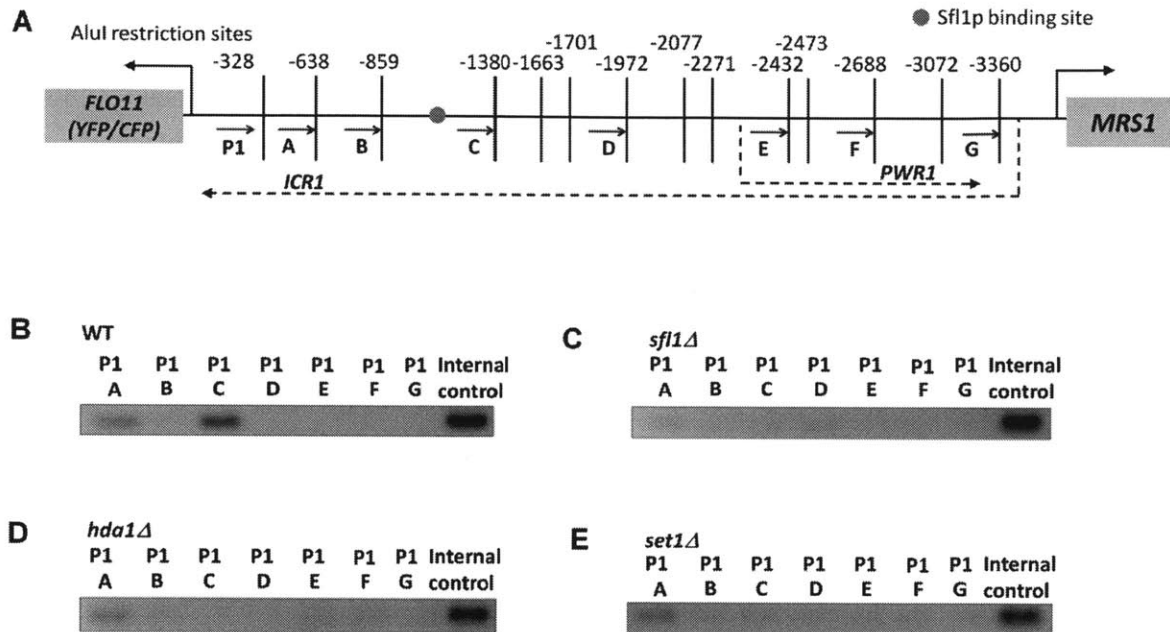 A
AluI restriction sites
Sfl1p binding site
-1701 -2077 -2473
-328 -638 -859 -1380 -1663 -1972 -2271 -2432 -2688 -3072 -3360
FLO11
(YFP/CFP)
MRS1
P1 A B C D E F G
ICR1
PWR1
B
WT
P1 P1 P1 P1 P1 P1 P1 Internal
A B C D E F G control
C
sfl1Δ
P1 P1 P1 P1 P1 P1 P1 Internal
A B C D E F G control
D
hda1Δ
P1 P1 P1 P1 P1 P1 P1 Internal
A B C D E F G control
E
set1Δ
P1 P1 P1 P1 P1 P1 P1 Internal
A B C D E F G control